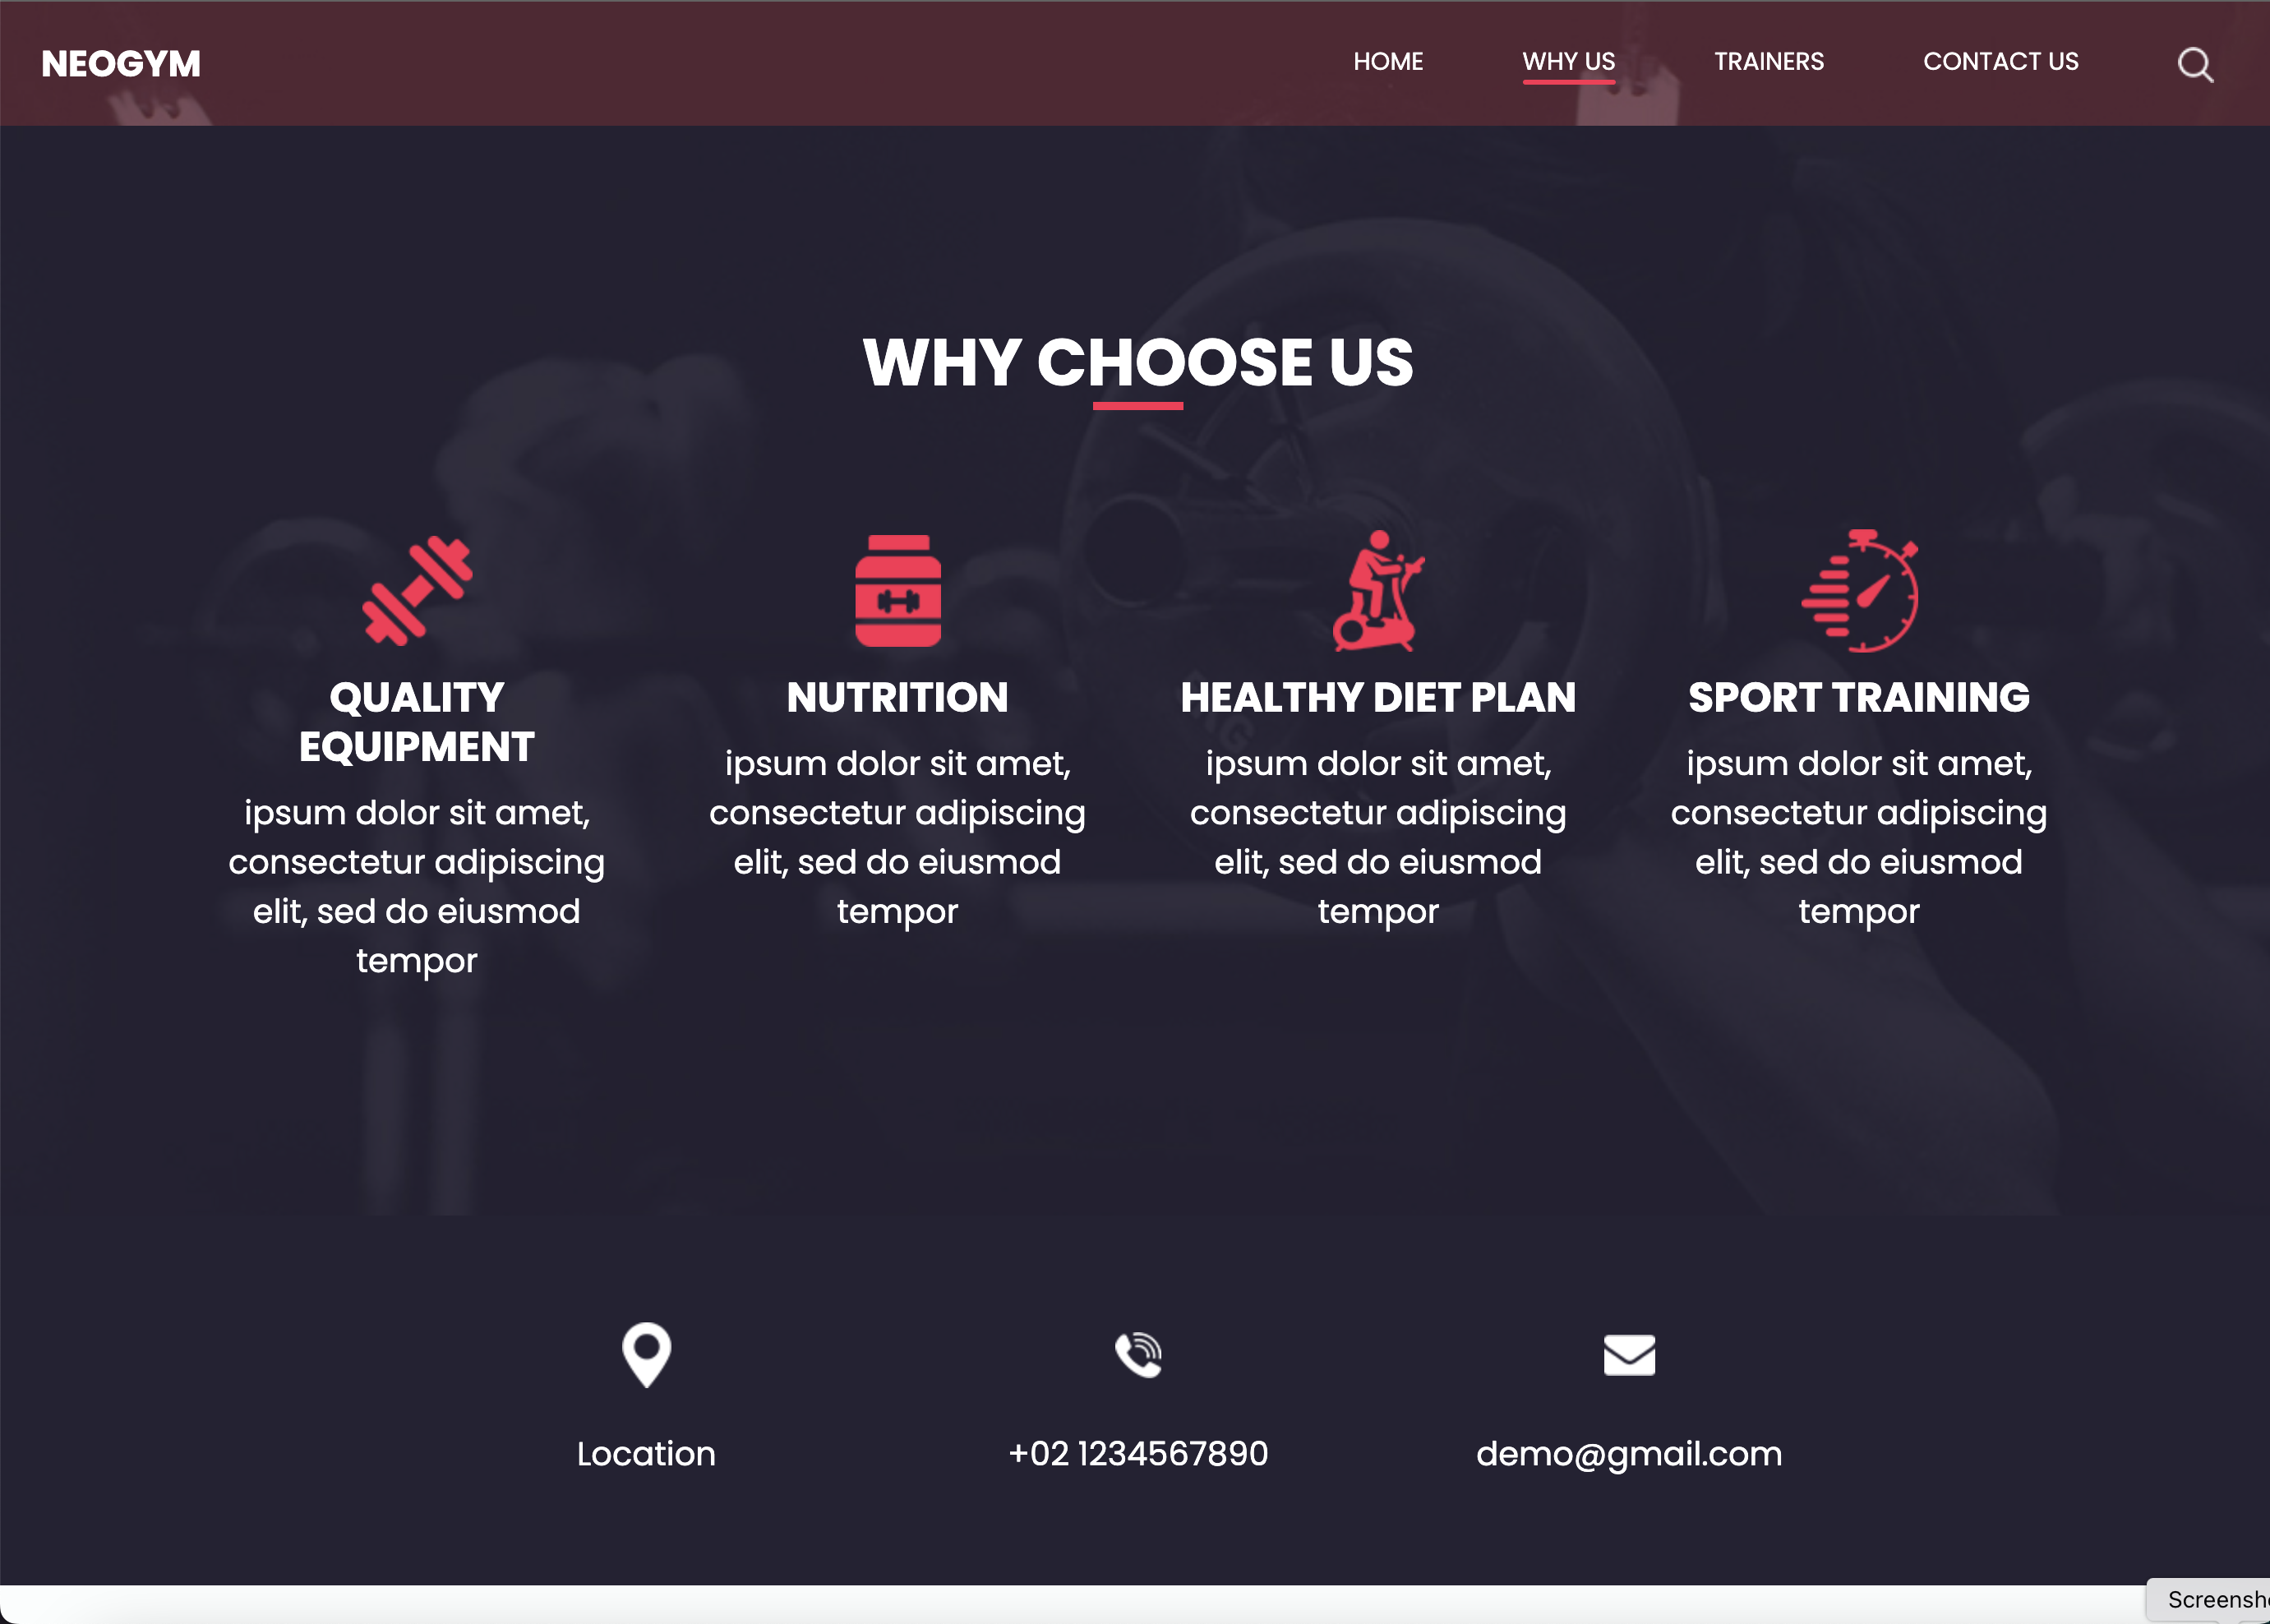 NEOGYM
HOME
WHY US
TRAINERS
CONTACT US
WHY CHOOSE US
QUALITY
EQUIPMENT
ipsum dolor sit amet,
consectetur adipiscing
elit, sed do eiusmod
tempor
NUTRITION
ipsum dolor sit amet,
consectetur adipiscing
elit, sed do eiusmod
tempor
HEALTHY DIET PLAN
ipsum dolor sit amet,
consectetur adipiscing
elit, sed do eiusmod
tempor
SPORT TRAINING
ipsum dolor sit amet,
consectetur adipiscing
elit, sed do eiusmod
tempor
Location
+02 1234567890
demo@gmail.com